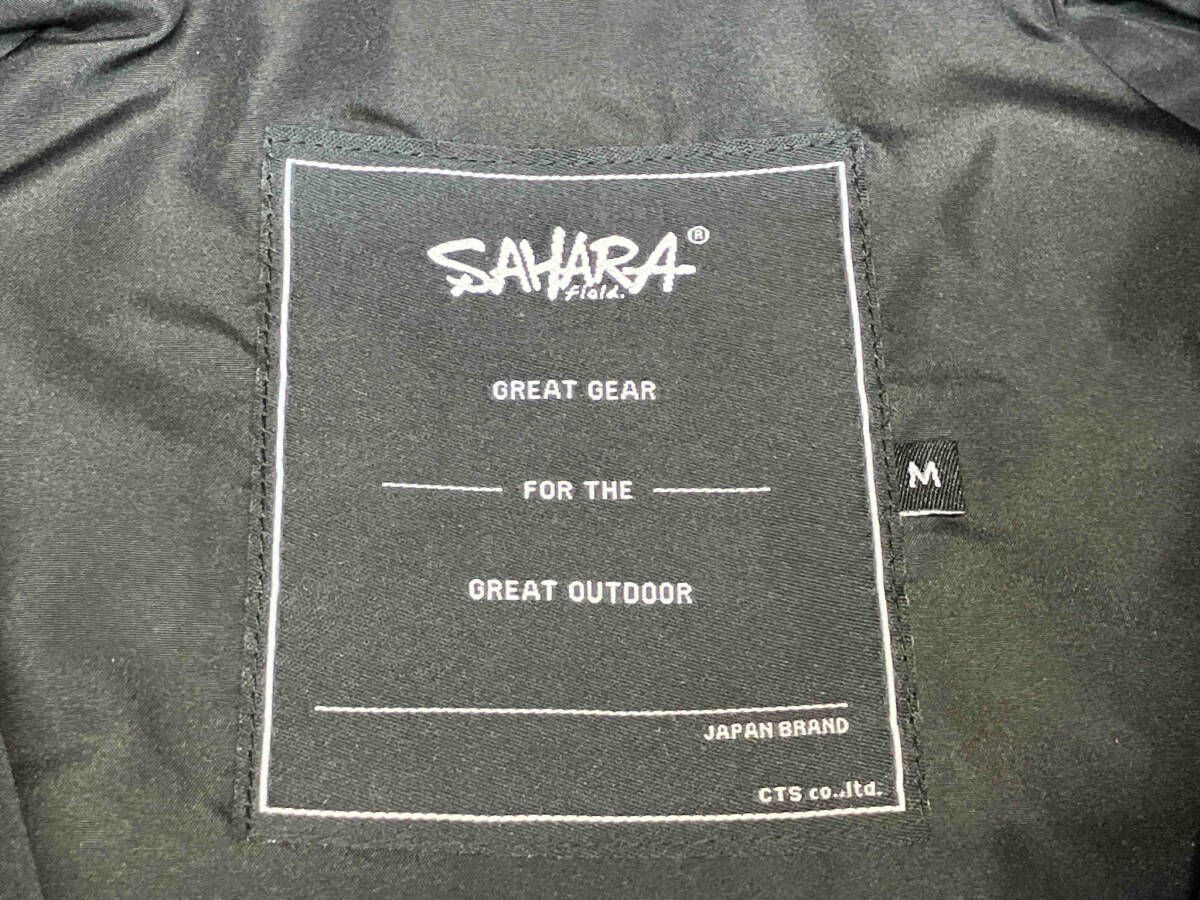 SAHARA®
field.
GREAT GEAR
FOR THE
M
GREAT OUTDOOR
JAPAN BRAND
CTS co.,ltd.